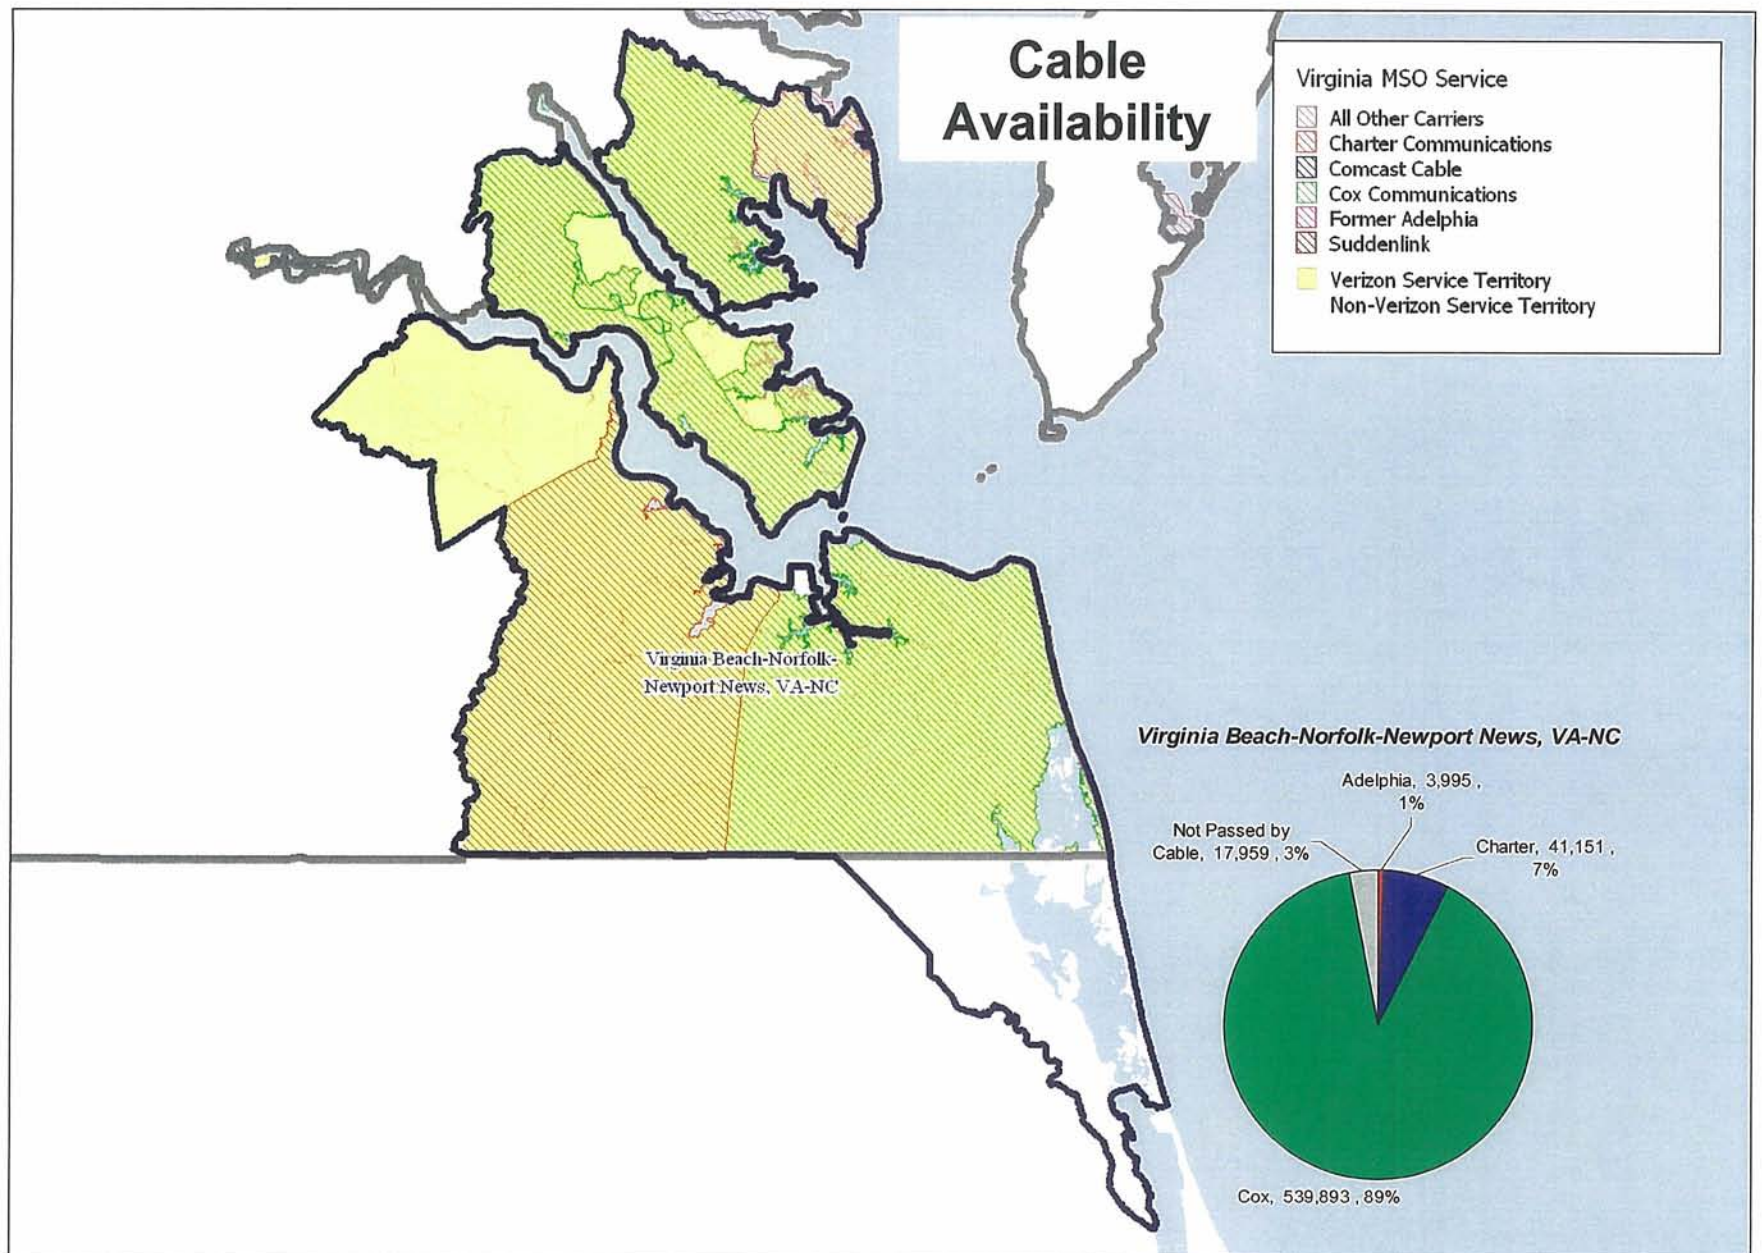 Cable
Availability
Virginia MSO Service
All Other Carriers
Charter Communications
Comcast Cable
Cox Communications
Former Adelphia
Suddenlink
Verizon Service Territory
Non-Verizon Service Territory
Virginia Beach-Norfolk-
Newport News, VA-NC
Virginia Beach-Norfolk-Newport News, VA-NC
Adelphia, 3,995 ,
1%
Not Passed by
Cable, 17,959 , 3%
Charter, 41,151 ,
7%
Cox, 539,893 , 89%